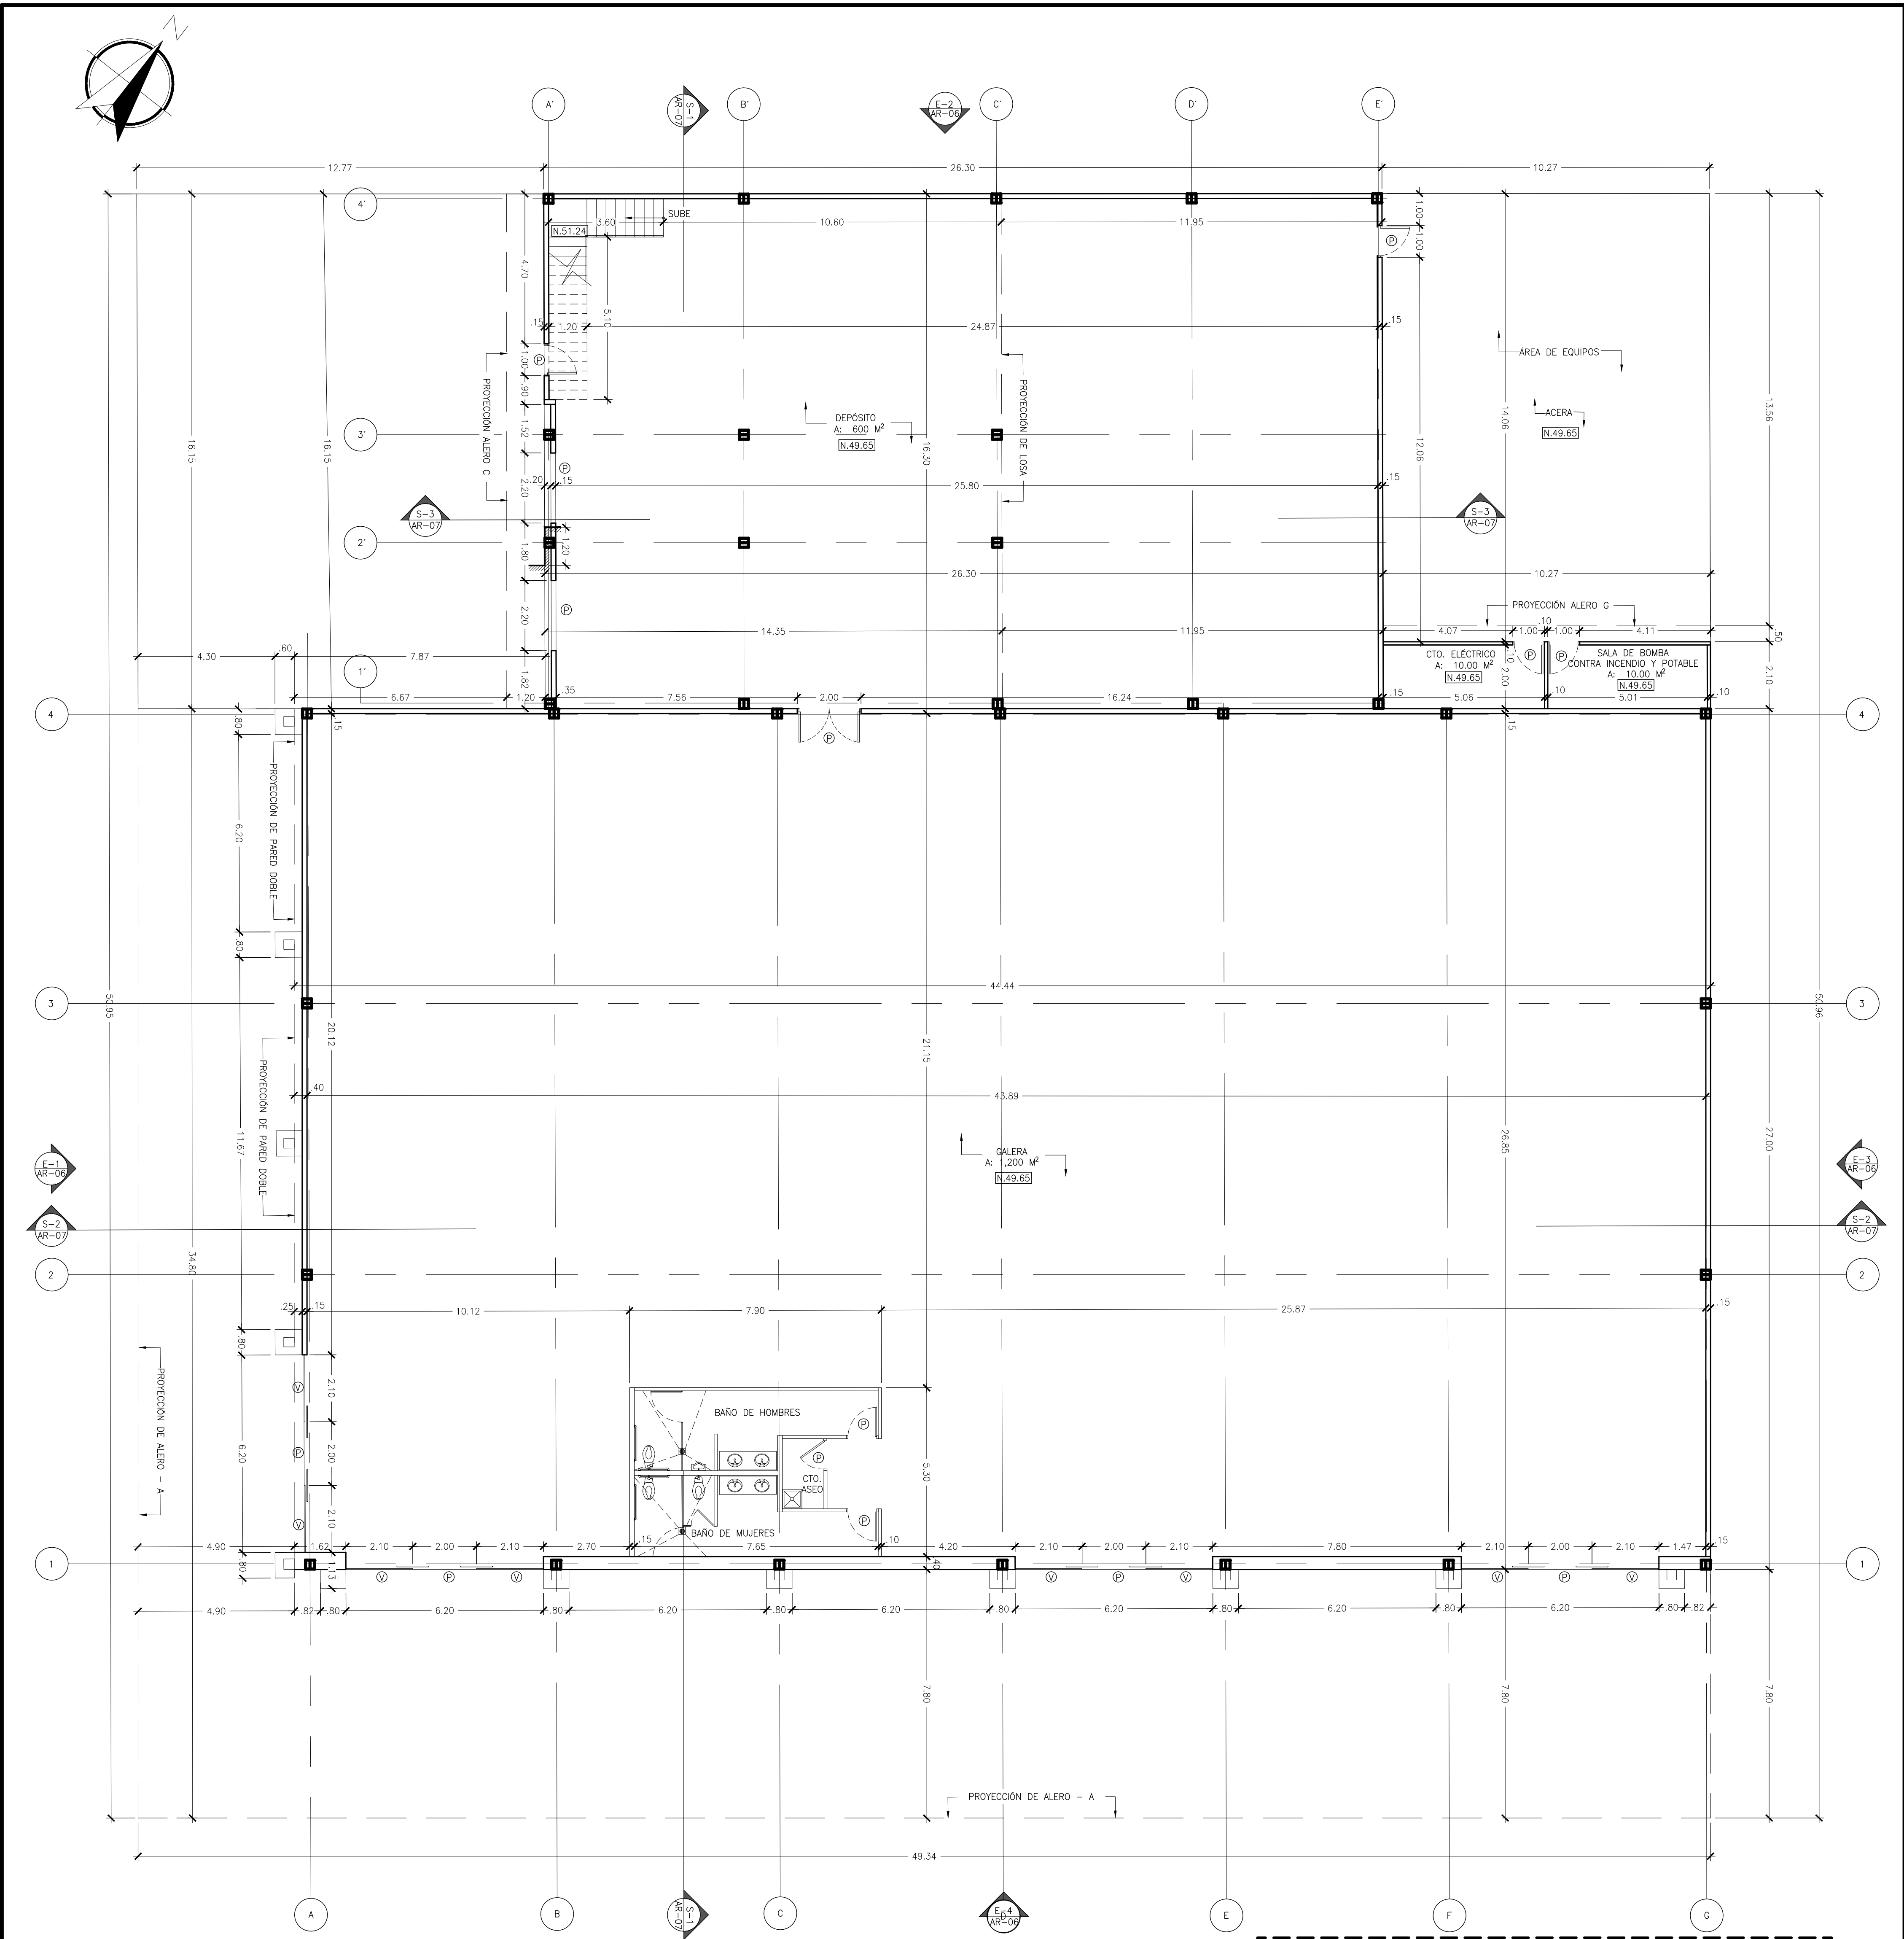 N
A'
S-1
AR-07
B'
E-2
AR-06
C'
D'
E'
12.77
26.30
10.27
4'
SUBE
3.60
10.60
11.95
N.51.24
1.00
1.00
P
4.70
5.10
.15
1.20
24.87
.15
16.15
16.15
1.00
P
.90
PROYECCIÓN ALERO C
PROYECCIÓN DE LOSA
ÁREA DE EQUIPOS
ACERA
N.49.65
14.06
13.56
12.06
DEPÓSITO
A: 600 M²
N.49.65
16.30
3'
1.52
P
2.20
.20
.15
25.80
.15
S-3
AR-07
S-3
AR-07
2'
1.80
1.20
26.30
10.27
2.20
P
PROYECCIÓN ALERO G
14.35
11.95
4.07
1.00
.10
1.00
4.11
.50
4.30
.60
7.87
CTO. ELÉCTRICO
A: 10.00 M²
N.49.65
.10
2.00
P
P
SALA DE BOMBA
CONTRA INCENDIO Y POTABLE
A: 10.00 M²
N.49.65
2.10
1'
1.82
6.67
1.20
.35
7.56
2.00
16.24
.15
5.06
.10
5.01
.10
4
.80
.15
P
.15
4
PROYECCIÓN DE PARED DOBLE
6.20
.80
44.44
3
3
50.95
50.96
20.12
21.15
PROYECCIÓN DE PARED DOBLE
.40
43.89
11.67
26.85
27.00
GALERA
A: 1,200 M²
N.49.65
E-1
AR-06
E-3
AR-06
S-2
AR-07
S-2
AR-07
34.80
2
2
.25
.15
10.12
7.90
25.87
.15
.80
PROYECCIÓN DE ALERO - A
V
2.10
BAÑO DE HOMBRES
P
6.20
P
2.00
P
CTO.
ASEO
5.30
V
2.10
BAÑO DE MUJERES
P
4.90
1.62
2.10
2.00
2.10
2.70
.15
7.65
.10
4.20
2.10
2.00
2.10
7.80
2.10
2.00
2.10
1.47
.15
1
.80
1.13
.40
1
V
P
V
V
P
V
V
P
V
4.90
.82
.80
6.20
.80
6.20
.80
6.20
.80
6.20
.80
6.20
.80
6.20
.80
.82
7.80
7.80
7.80
PROYECCIÓN DE ALERO - A
49.34
A
B
S-1
AR-07
C
E-4
D
AR-06
E
F
G